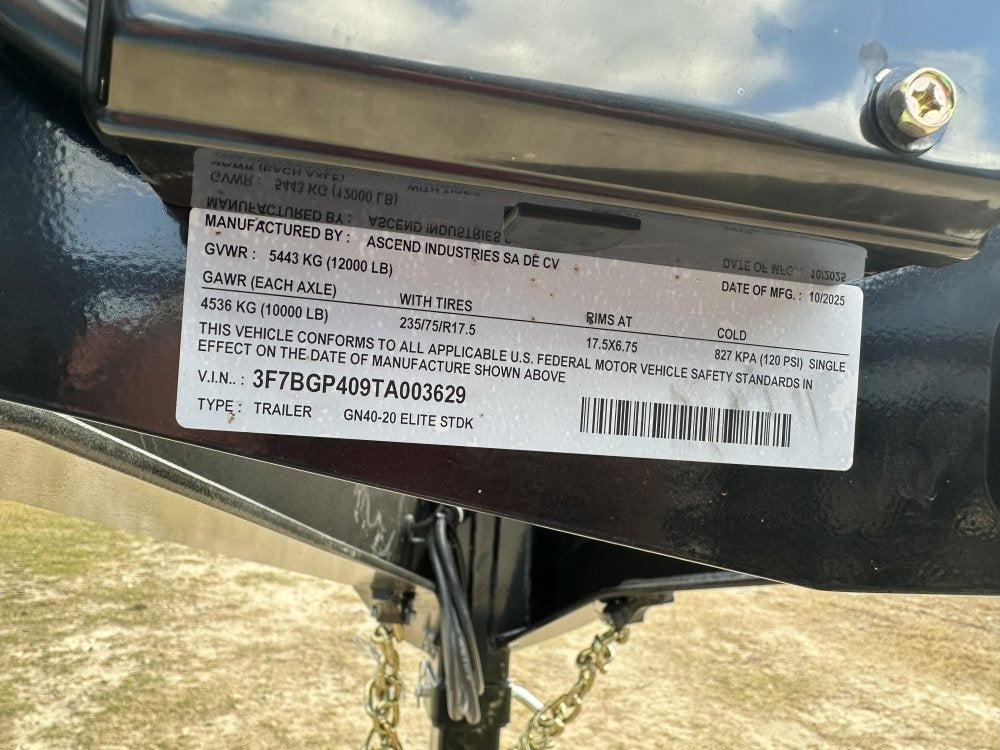 MANUFACTURED BY : ASCEND INDUSTRIES SA DE CV
DATE OF MFG. : 10/2025
GVWR : 5443 KG (12000 LB)
GAWR (EACH AXLE) WITH TIRES RIMS AT COLD
4536 KG (10000 LB) 235/75/R17.5 17.5X6.75 827 KPA (120 PSI) SINGLE
THIS VEHICLE CONFORMS TO ALL APPLICABLE U.S. FEDERAL MOTOR VEHICLE SAFETY STANDARDS IN
EFFECT ON THE DATE OF MANUFACTURE SHOWN ABOVE
V.I.N.. : 3F7BGP409TA003629
TYPE : TRAILER GN40-20 ELITE STDK